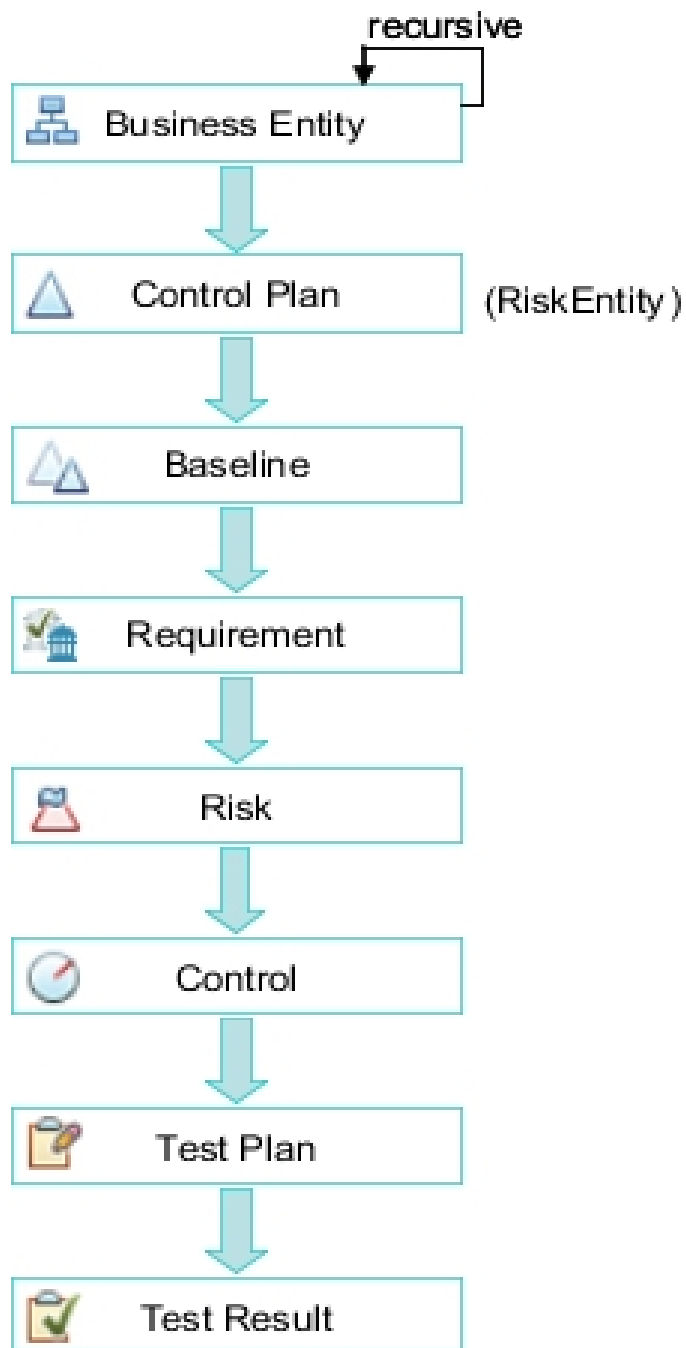 recursive
Business Entity
Control Plan
(RiskEntity)
Baseline
Requirement
Risk
Control
Test Plan
Test Result